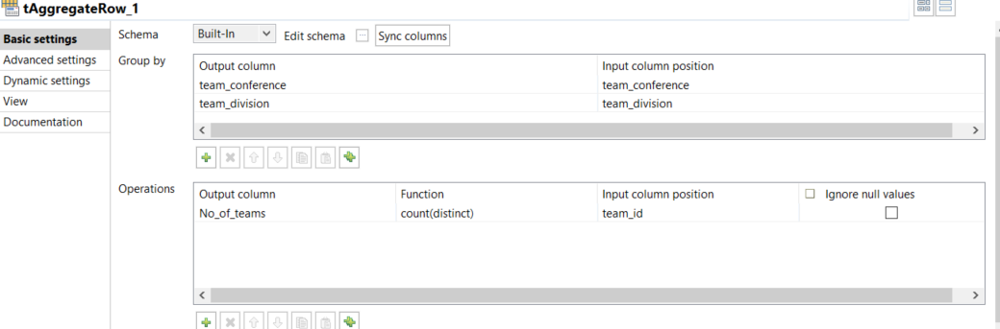 tAggregateRow_1
Basic settings
Advanced settings
Dynamic settings
View
Documentation
Schema Built-In Edit schema ... Sync columns
Group by
Output column Input column position
team_conference team_conference
team_division team_division
Operations
Output column Function Input column position Ignore null values
No_of_teams count(distinct) team_id